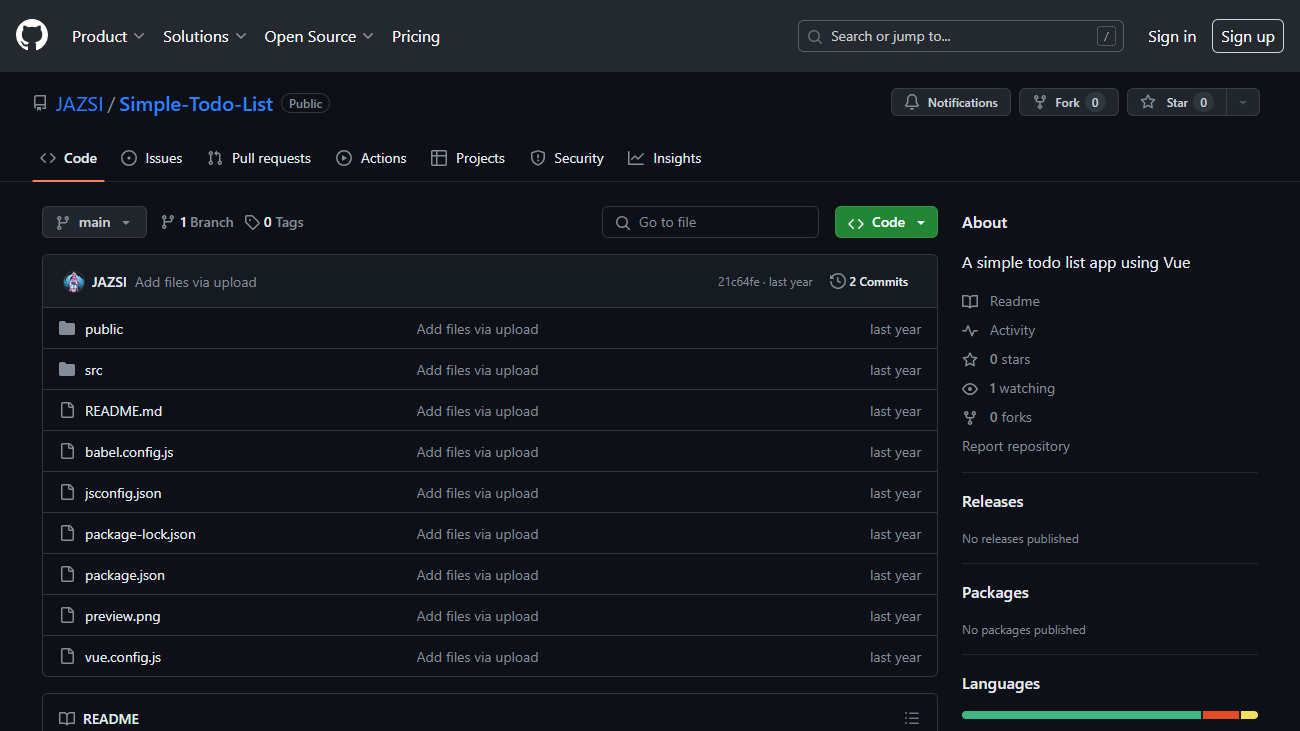 Product Solutions Open Source Pricing Search or jump to... / Sign in Sign up
JAZSI / Simple-Todo-List Public Notifications Fork 0 Star 0
Code Issues Pull requests Actions Projects Security Insights
main 1 Branch 0 Tags Go to file Code
JAZSI Add files via upload 21c64fe · last year 2 Commits
public Add files via upload last year
src Add files via upload last year
README.md Add files via upload last year
babel.config.js Add files via upload last year
jsconfig.json Add files via upload last year
package-lock.json Add files via upload last year
package.json Add files via upload last year
preview.png Add files via upload last year
vue.config.js Add files via upload last year
README
About
A simple todo list app using Vue
Readme
Activity
0 stars
1 watching
0 forks
Report repository
Releases
No releases published
Packages
No packages published
Languages